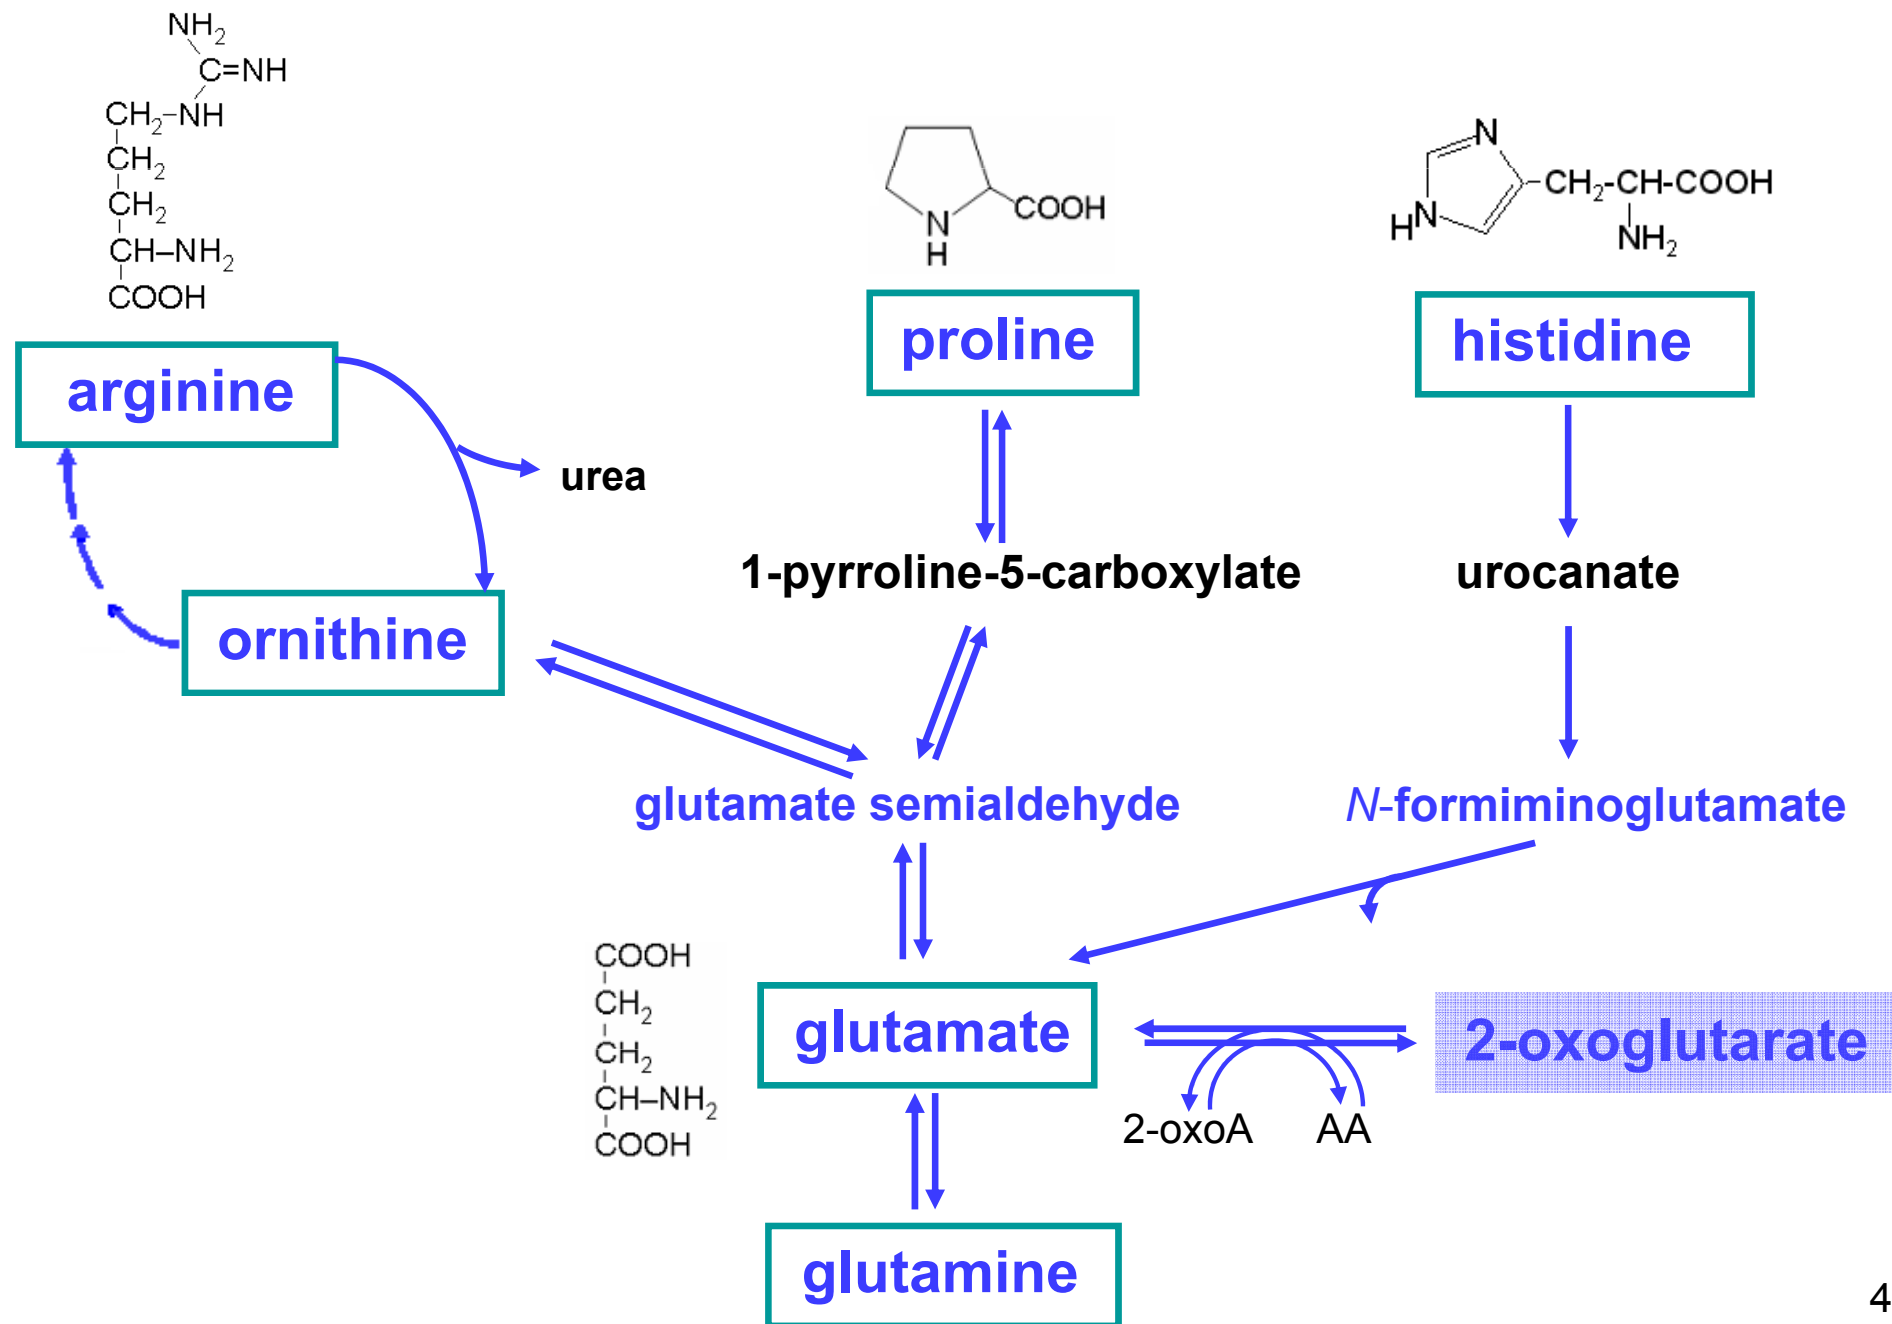 NH₂
C=NH
CH₂–NH
CH₂
CH₂
CH–NH₂
COOH
arginine
urea
ornithine
N
H
COOH
proline
1-pyrroline-5-carboxylate
glutamate semialdehyde
N
HN
CH₂-CH-COOH
NH₂
histidine
urocanate
N-formiminoglutamate
COOH
CH₂
CH₂
CH–NH₂
COOH
glutamate
2-oxoglutarate
2-oxoA AA
glutamine
4